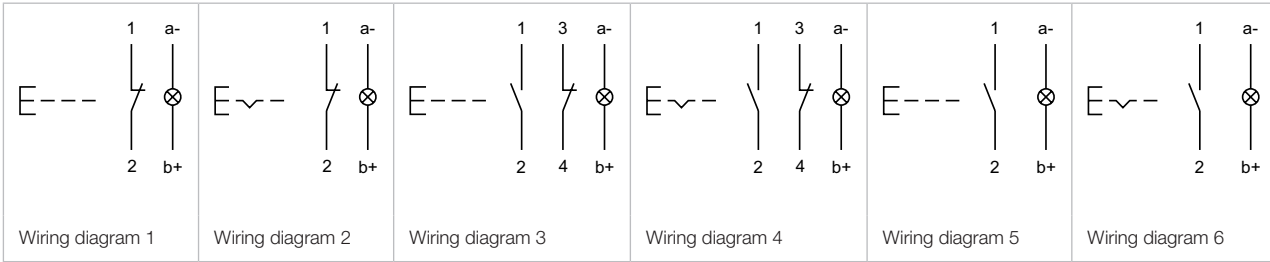 1 a-
2 b+
Wiring diagram 1
1 a-
2 b+
Wiring diagram 2
1 3 a-
2 4 b+
Wiring diagram 3
1 3 a-
2 4 b+
Wiring diagram 4
1 a-
2 b+
Wiring diagram 5
1 a-
2 b+
Wiring diagram 6